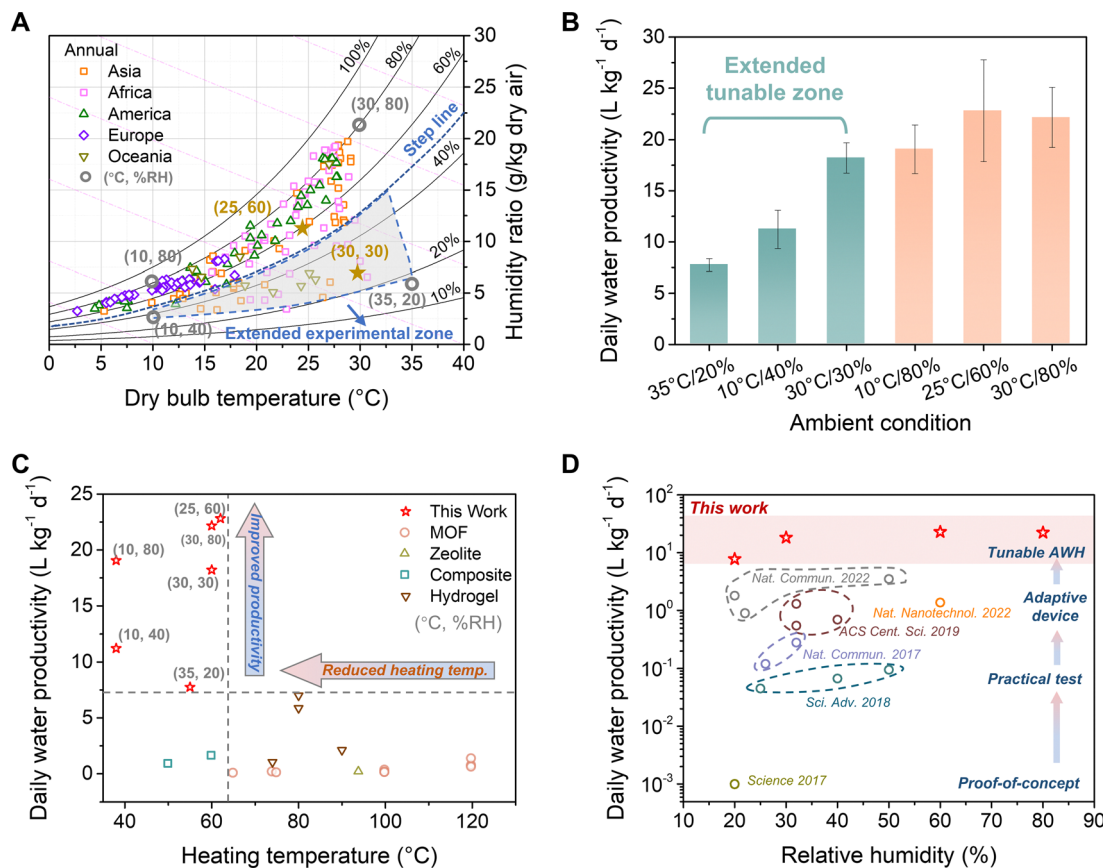 A
Annual
Asia
Africa
America
Europe
Oceania
(°C, %RH)
100%
80%
60%
40%
20%
10%
Step line
(30, 80)
(25, 60)
(10, 80)
(30, 30)
(35, 20)
(10, 40)
Extended experimental zone
0 5 10 15 20 25 30 35 40
Dry bulb temperature (°C)
30
25
20
15
10
5
0
Humidity ratio (g/kg dry air)
B
Daily water productivity (L kg⁻¹ d⁻¹)
30
25
20
15
10
5
0
Extended
tunable zone
35°C/20%
10°C/40%
30°C/30%
10°C/80%
25°C/60%
30°C/80%
Ambient condition
C
Daily water productivity (L kg⁻¹ d⁻¹)
25
20
15
10
5
0
(25, 60)
(30, 80)
(10, 80)
(30, 30)
(10, 40)
(35, 20)
Improved productivity
Reduced heating temp.
This Work
MOF
Zeolite
Composite
Hydrogel
(°C, %RH)
40 60 80 100 120
Heating temperature (°C)
D
Daily water productivity (L kg⁻¹ d⁻¹)
10²
10¹
10⁰
10⁻¹
10⁻²
10⁻³
This work
Tunable AWH
Nat. Commun. 2022
Adaptive
device
Nat. Nanotechnol. 2022
ACS Cent. Sci. 2019
Nat. Commun. 2017
Practical test
Sci. Adv. 2018
Science 2017
Proof-of-concept
10 20 30 40 50 60 70 80 90
Relative humidity (%)